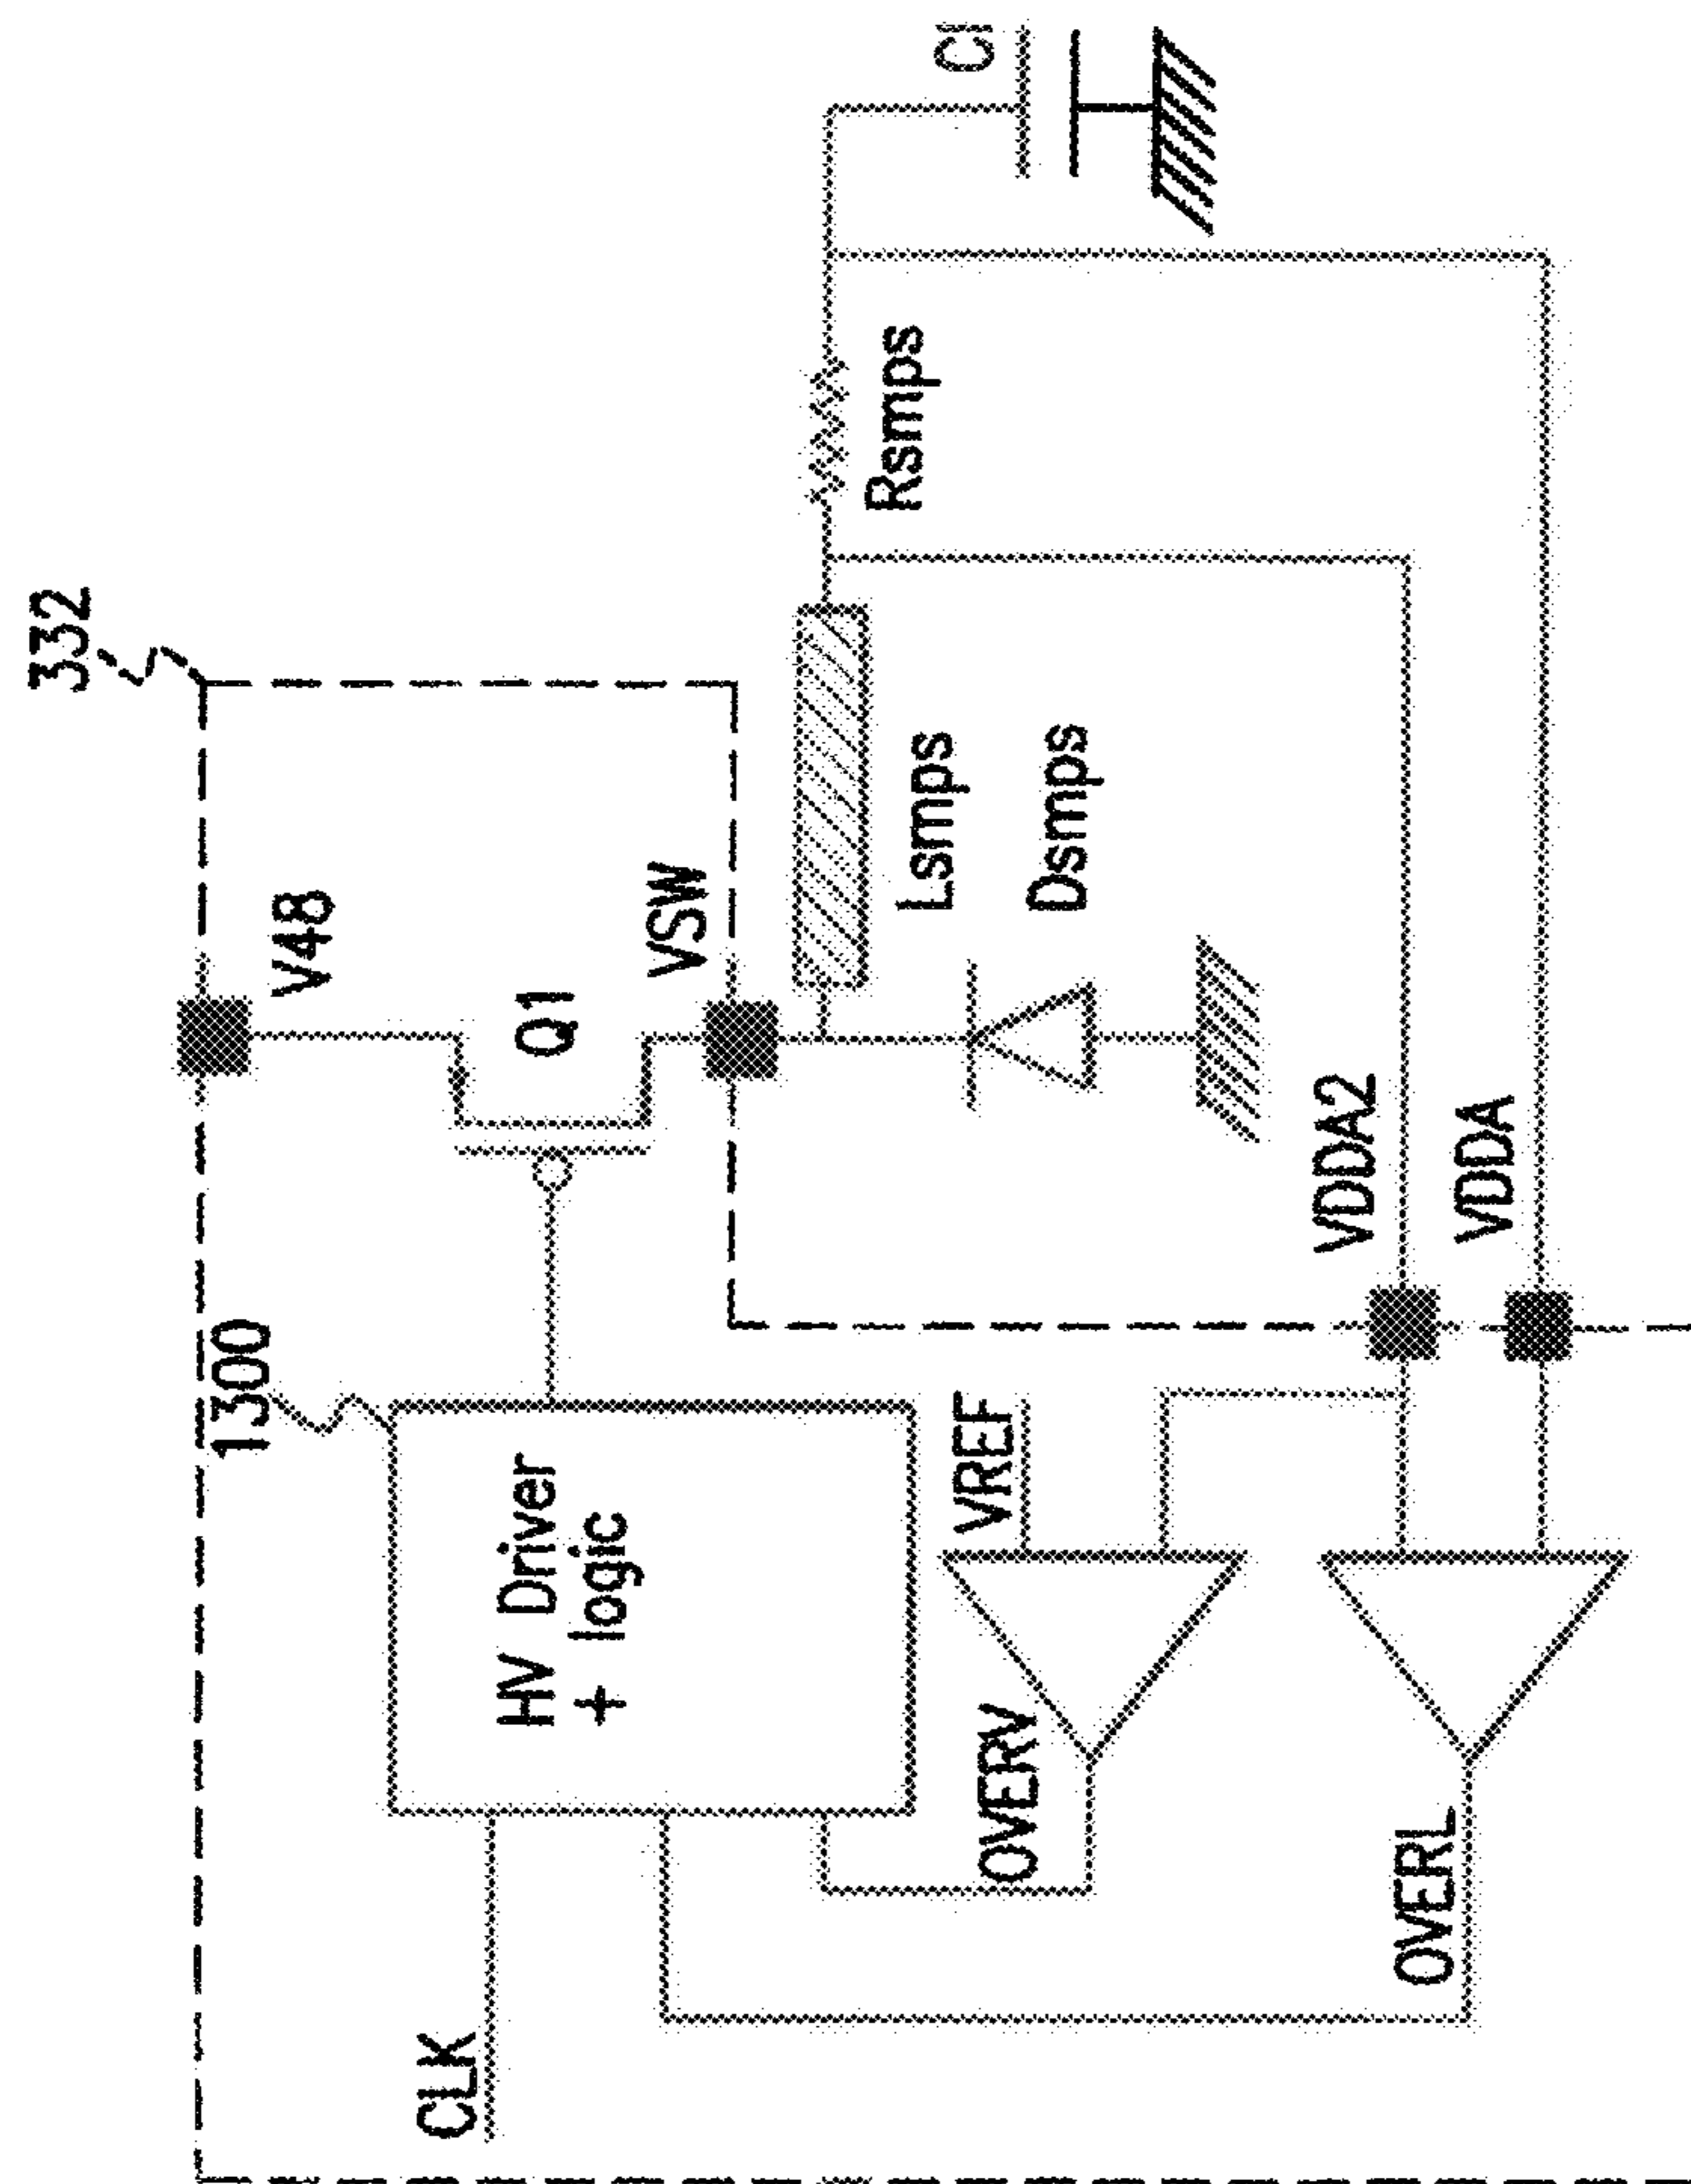 332
1300
V48
Q1
VSW
HV Driver
+ logic
CLK
Lsmps
Rsmps
Dsmps
VREF
OVERV
VDDA2
VDDA
OVERL